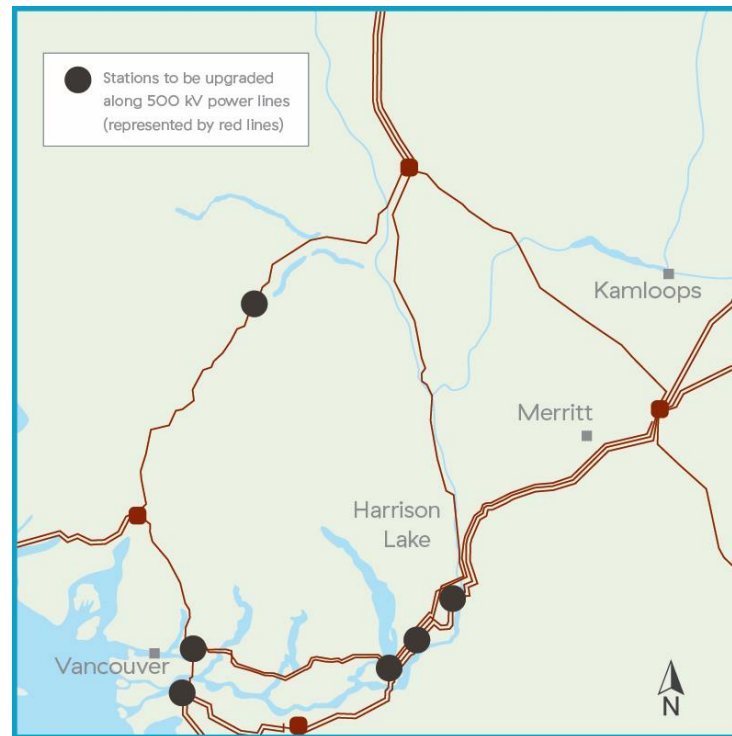 Stations to be upgraded
along 500 kV power lines
(represented by red lines)
Kamloops
Merritt
Harrison
Lake
Vancouver
N